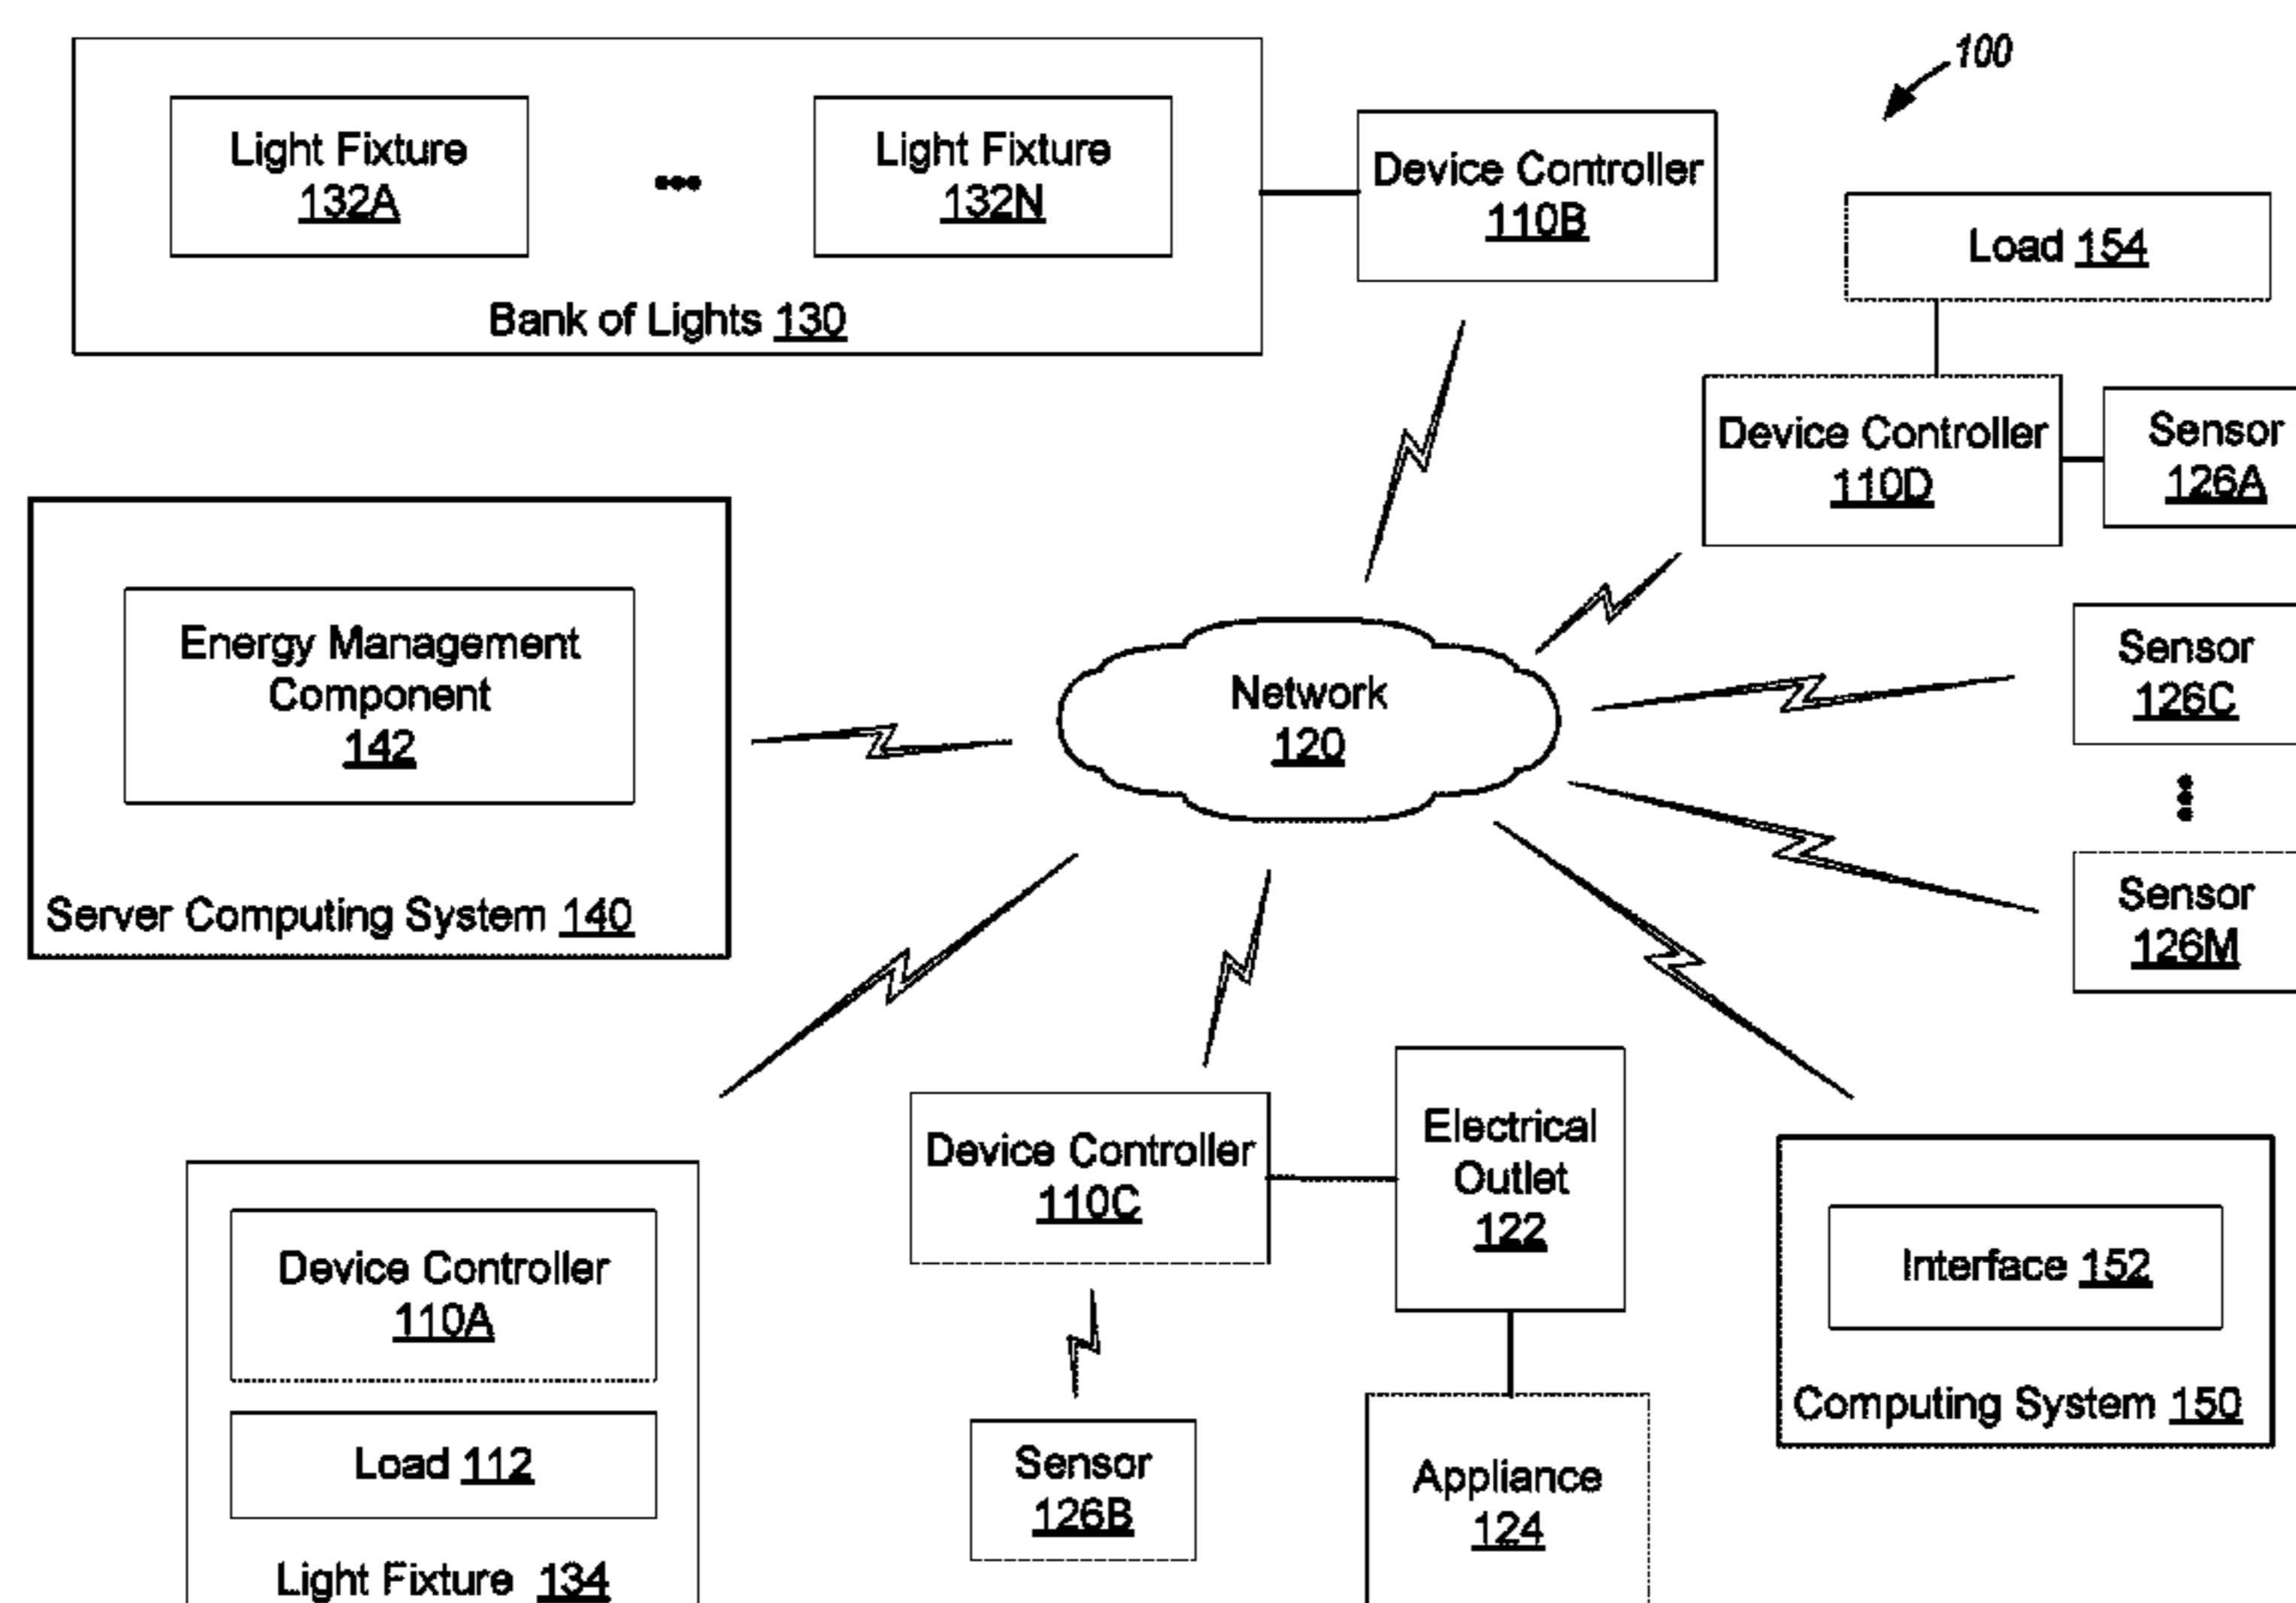 100
Light Fixture
132A
Light Fixture
132N
Bank of Lights 130
Device Controller
110B
Load 154
Device Controller
110D
Sensor
126A
Energy Management
Component
142
Server Computing System 140
Network
120
Sensor
126C
Sensor
126M
Device Controller
110A
Load 112
Light Fixture 134
Device Controller
110C
Sensor
126B
Electrical
Outlet
122
Appliance
124
Interface 152
Computing System 150